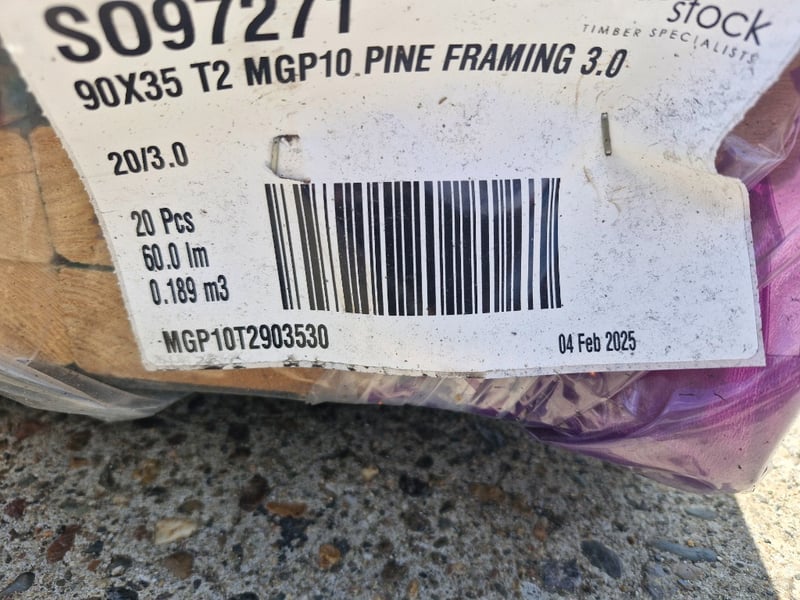 SO97271
stock
TIMBER SPECIALISTS
90X35 T2 MGP10 PINE FRAMING 3.0
20/3.0
20 Pcs
60.0 lm
0.189 m3
MGP10T2903530
04 Feb 2025